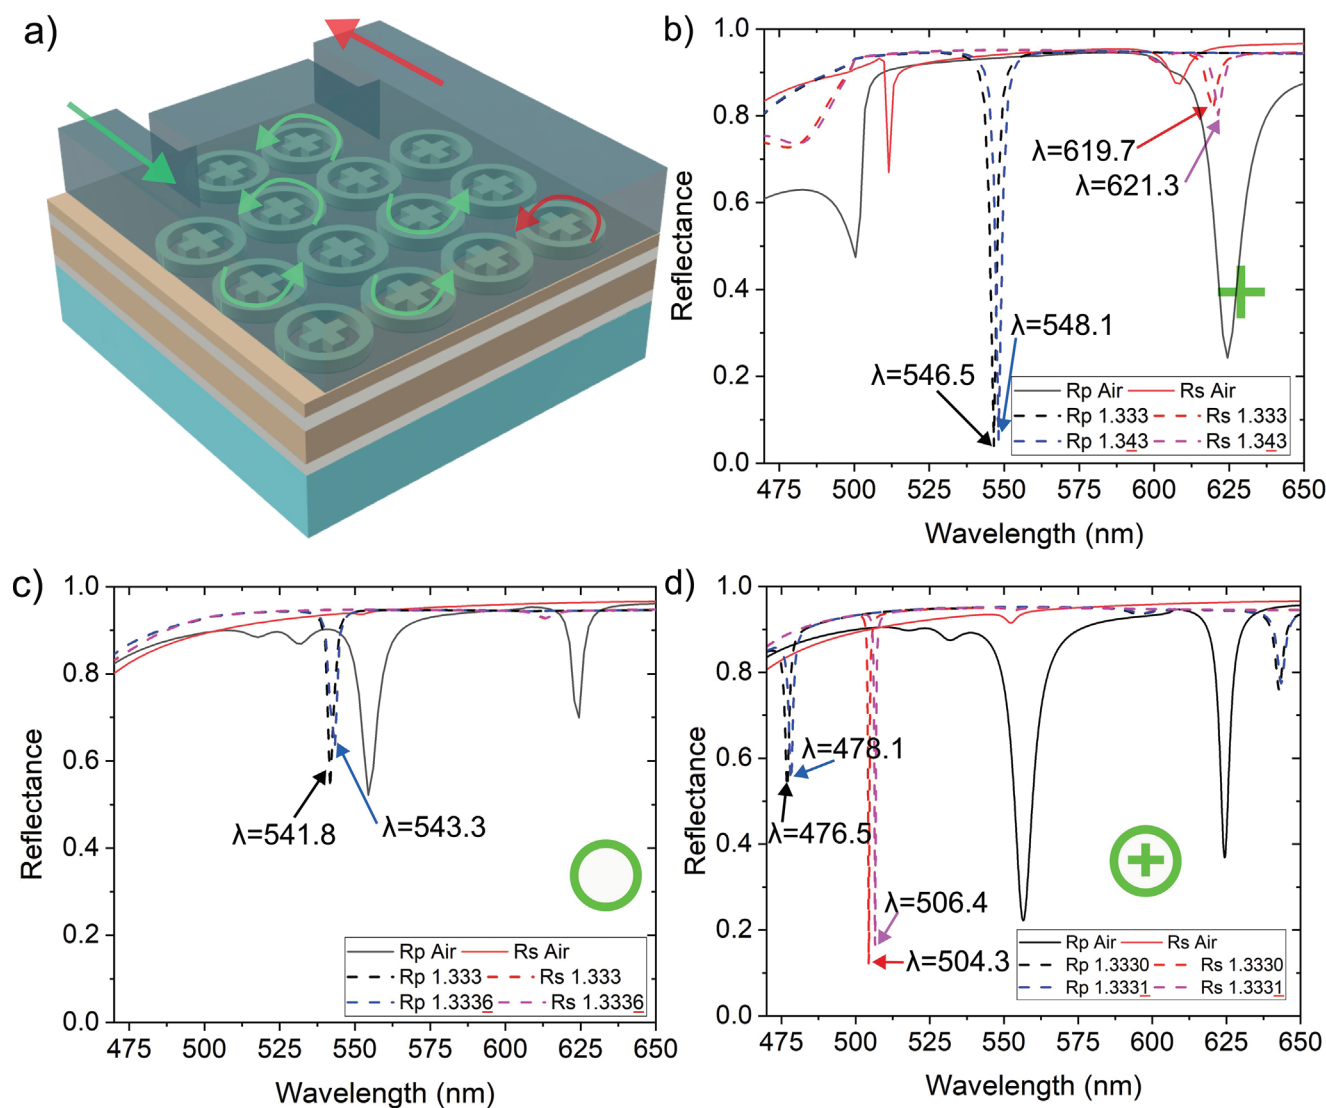 a)
b)
1.0
0.8
0.6
0.4
0.2
0.0
Reflectance
λ=619.7
λ=621.3
λ=548.1
λ=546.5
Rp Air Rs Air
Rp 1.333 Rs 1.333
Rp 1.343 Rs 1.343
475 500 525 550 575 600 625 650
Wavelength (nm)
c)
1.0
0.8
0.6
0.4
0.2
0.0
Reflectance
λ=541.8
λ=543.3
Rp Air Rs Air
Rp 1.333 Rs 1.333
Rp 1.3336 Rs 1.3336
475 500 525 550 575 600 625 650
Wavelength (nm)
d)
1.0
0.8
0.6
0.4
0.2
0.0
Reflectance
λ=478.1
λ=476.5
λ=506.4
λ=504.3
Rp Air Rs Air
Rp 1.3330 Rs 1.3330
Rp 1.3331 Rs 1.3331
475 500 525 550 575 600 625 650
Wavelength (nm)